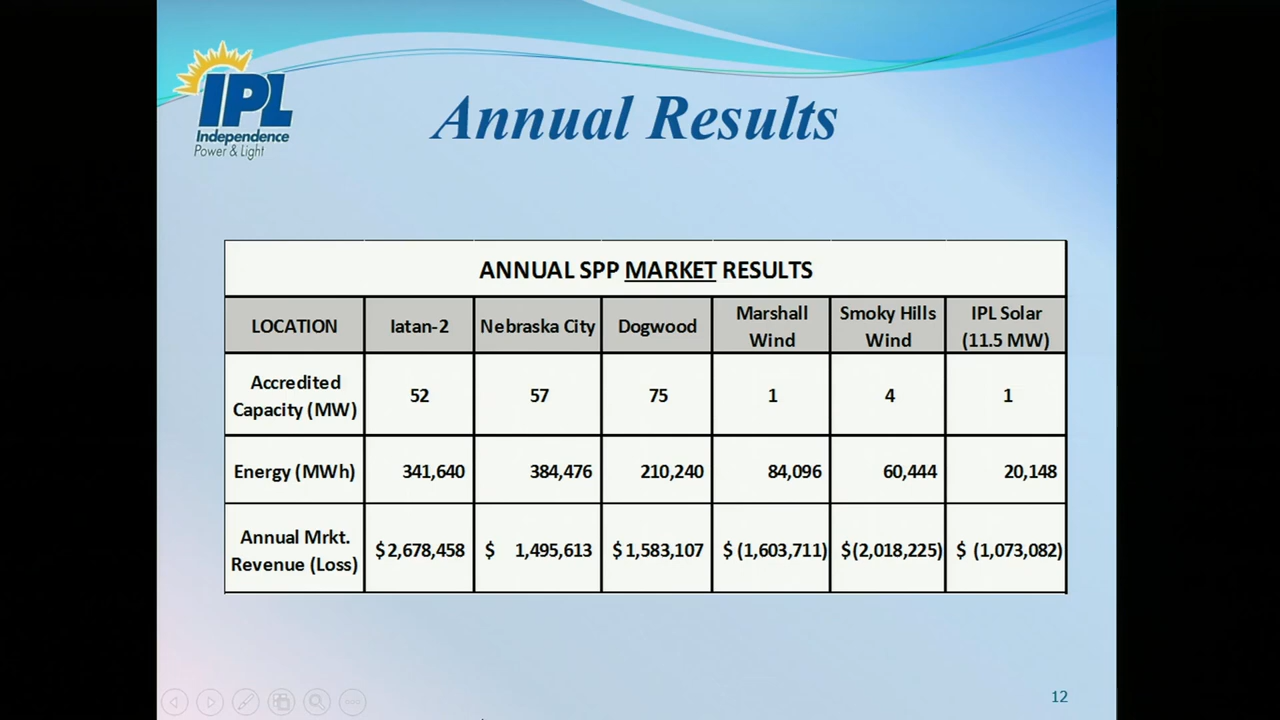 IPL
Independence
Power & Light
Annual Results
ANNUAL SPP MARKET RESULTS
LOCATION Iatan-2 Nebraska City Dogwood Marshall Wind Smoky Hills Wind IPL Solar (11.5 MW)
Accredited Capacity (MW) 52 57 75 1 4 1
Energy (MWh) 341,640 384,476 210,240 84,096 60,444 20,148
Annual Mrkt. Revenue (Loss) $2,678,458 $ 1,495,613 $1,583,107 $(1,603,711) $(2,018,225) $ (1,073,082)
12